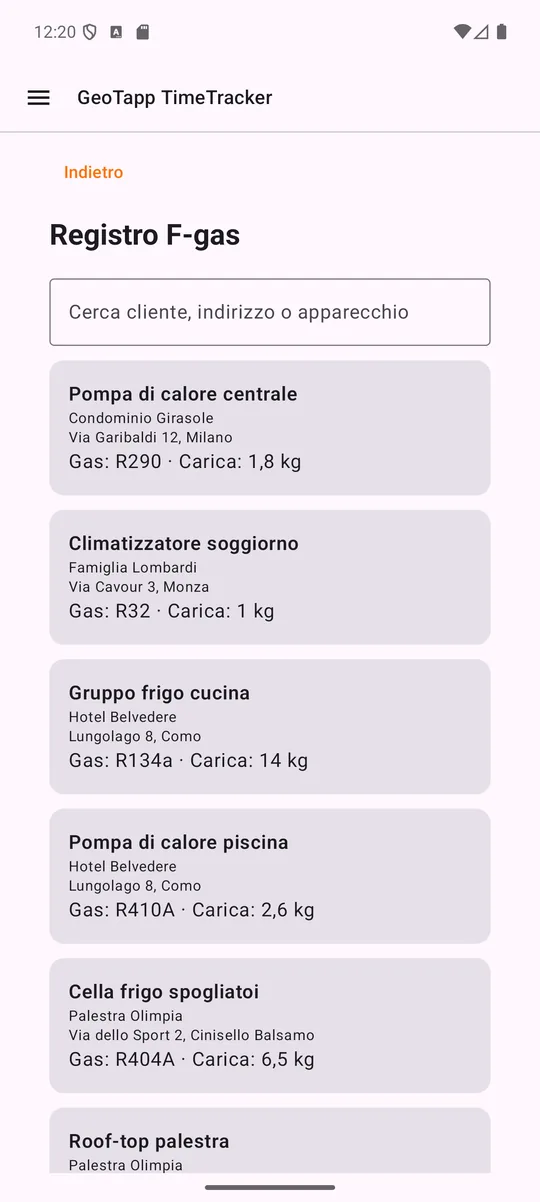 12:20
GeoTapp TimeTracker
Indietro
Registro F-gas
Cerca cliente, indirizzo o apparecchio
Pompa di calore centrale
Condominio Girasole
Via Garibaldi 12, Milano
Gas: R290 · Carica: 1,8 kg
Climatizzatore soggiorno
Famiglia Lombardi
Via Cavour 3, Monza
Gas: R32 · Carica: 1 kg
Gruppo frigo cucina
Hotel Belvedere
Lungolago 8, Como
Gas: R134a · Carica: 14 kg
Pompa di calore piscina
Hotel Belvedere
Lungolago 8, Como
Gas: R410A · Carica: 2,6 kg
Cella frigo spogliatoi
Palestra Olimpia
Via dello Sport 2, Cinisello Balsamo
Gas: R404A · Carica: 6,5 kg
Roof-top palestra
Palestra Olimpia